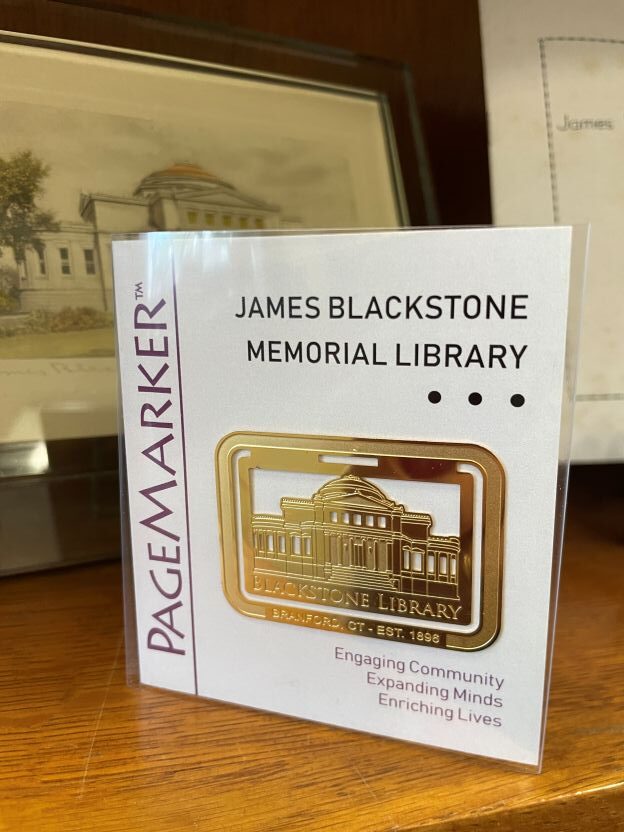 PAGEMARKER™
JAMES BLACKSTONE
MEMORIAL LIBRARY
BLACKSTONE LIBRARY
BRANFORD, CT - EST. 1896
Engaging Community
Expanding Minds
Enriching Lives
James